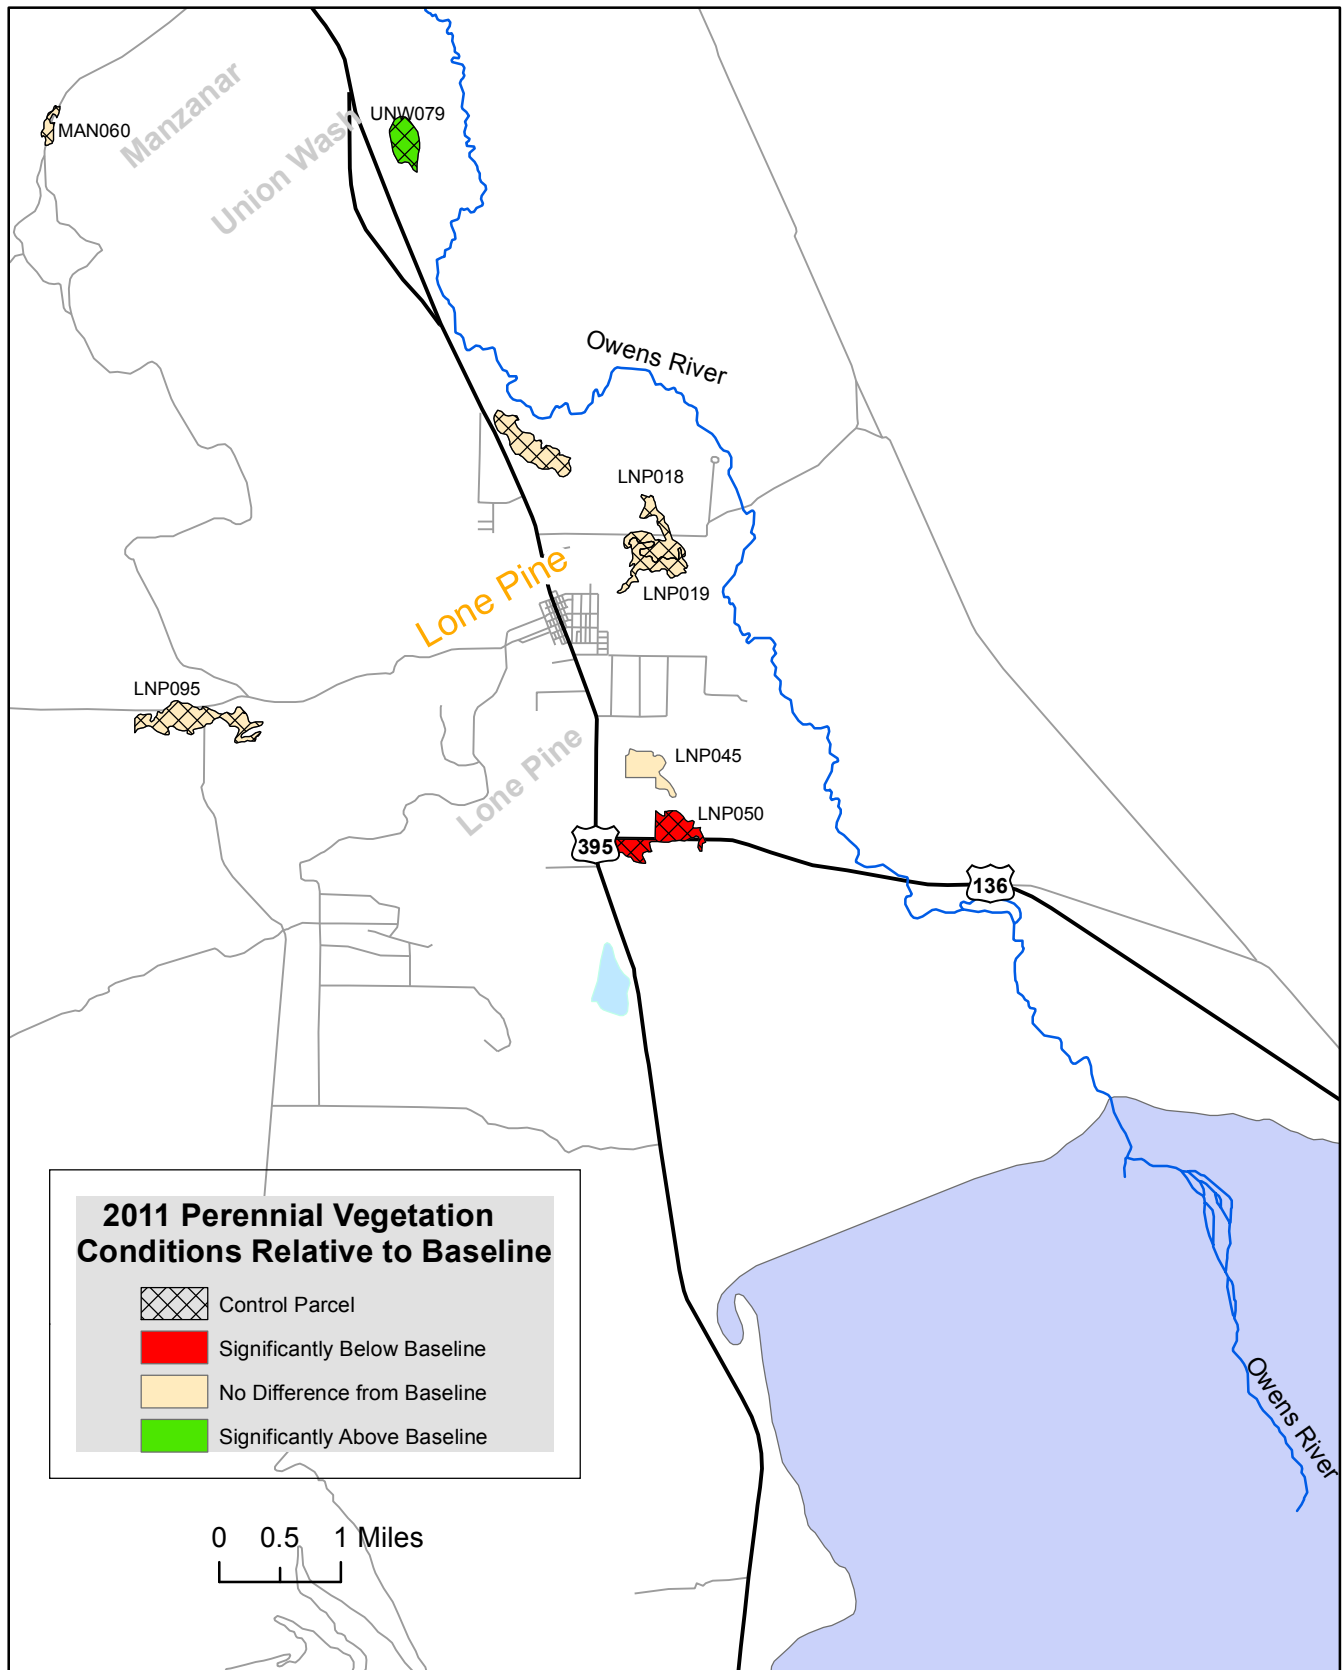 Manzanar
MAN060
UNW079
Union Wash
Owens River
LNP018
LNP019
Lone Pine
LNP095
Lone Pine
LNP045
LNP050
395
136
2011 Perennial Vegetation
Conditions Relative to Baseline
Control Parcel
Significantly Below Baseline
No Difference from Baseline
Significantly Above Baseline
Owens River
0 0.5 1 Miles